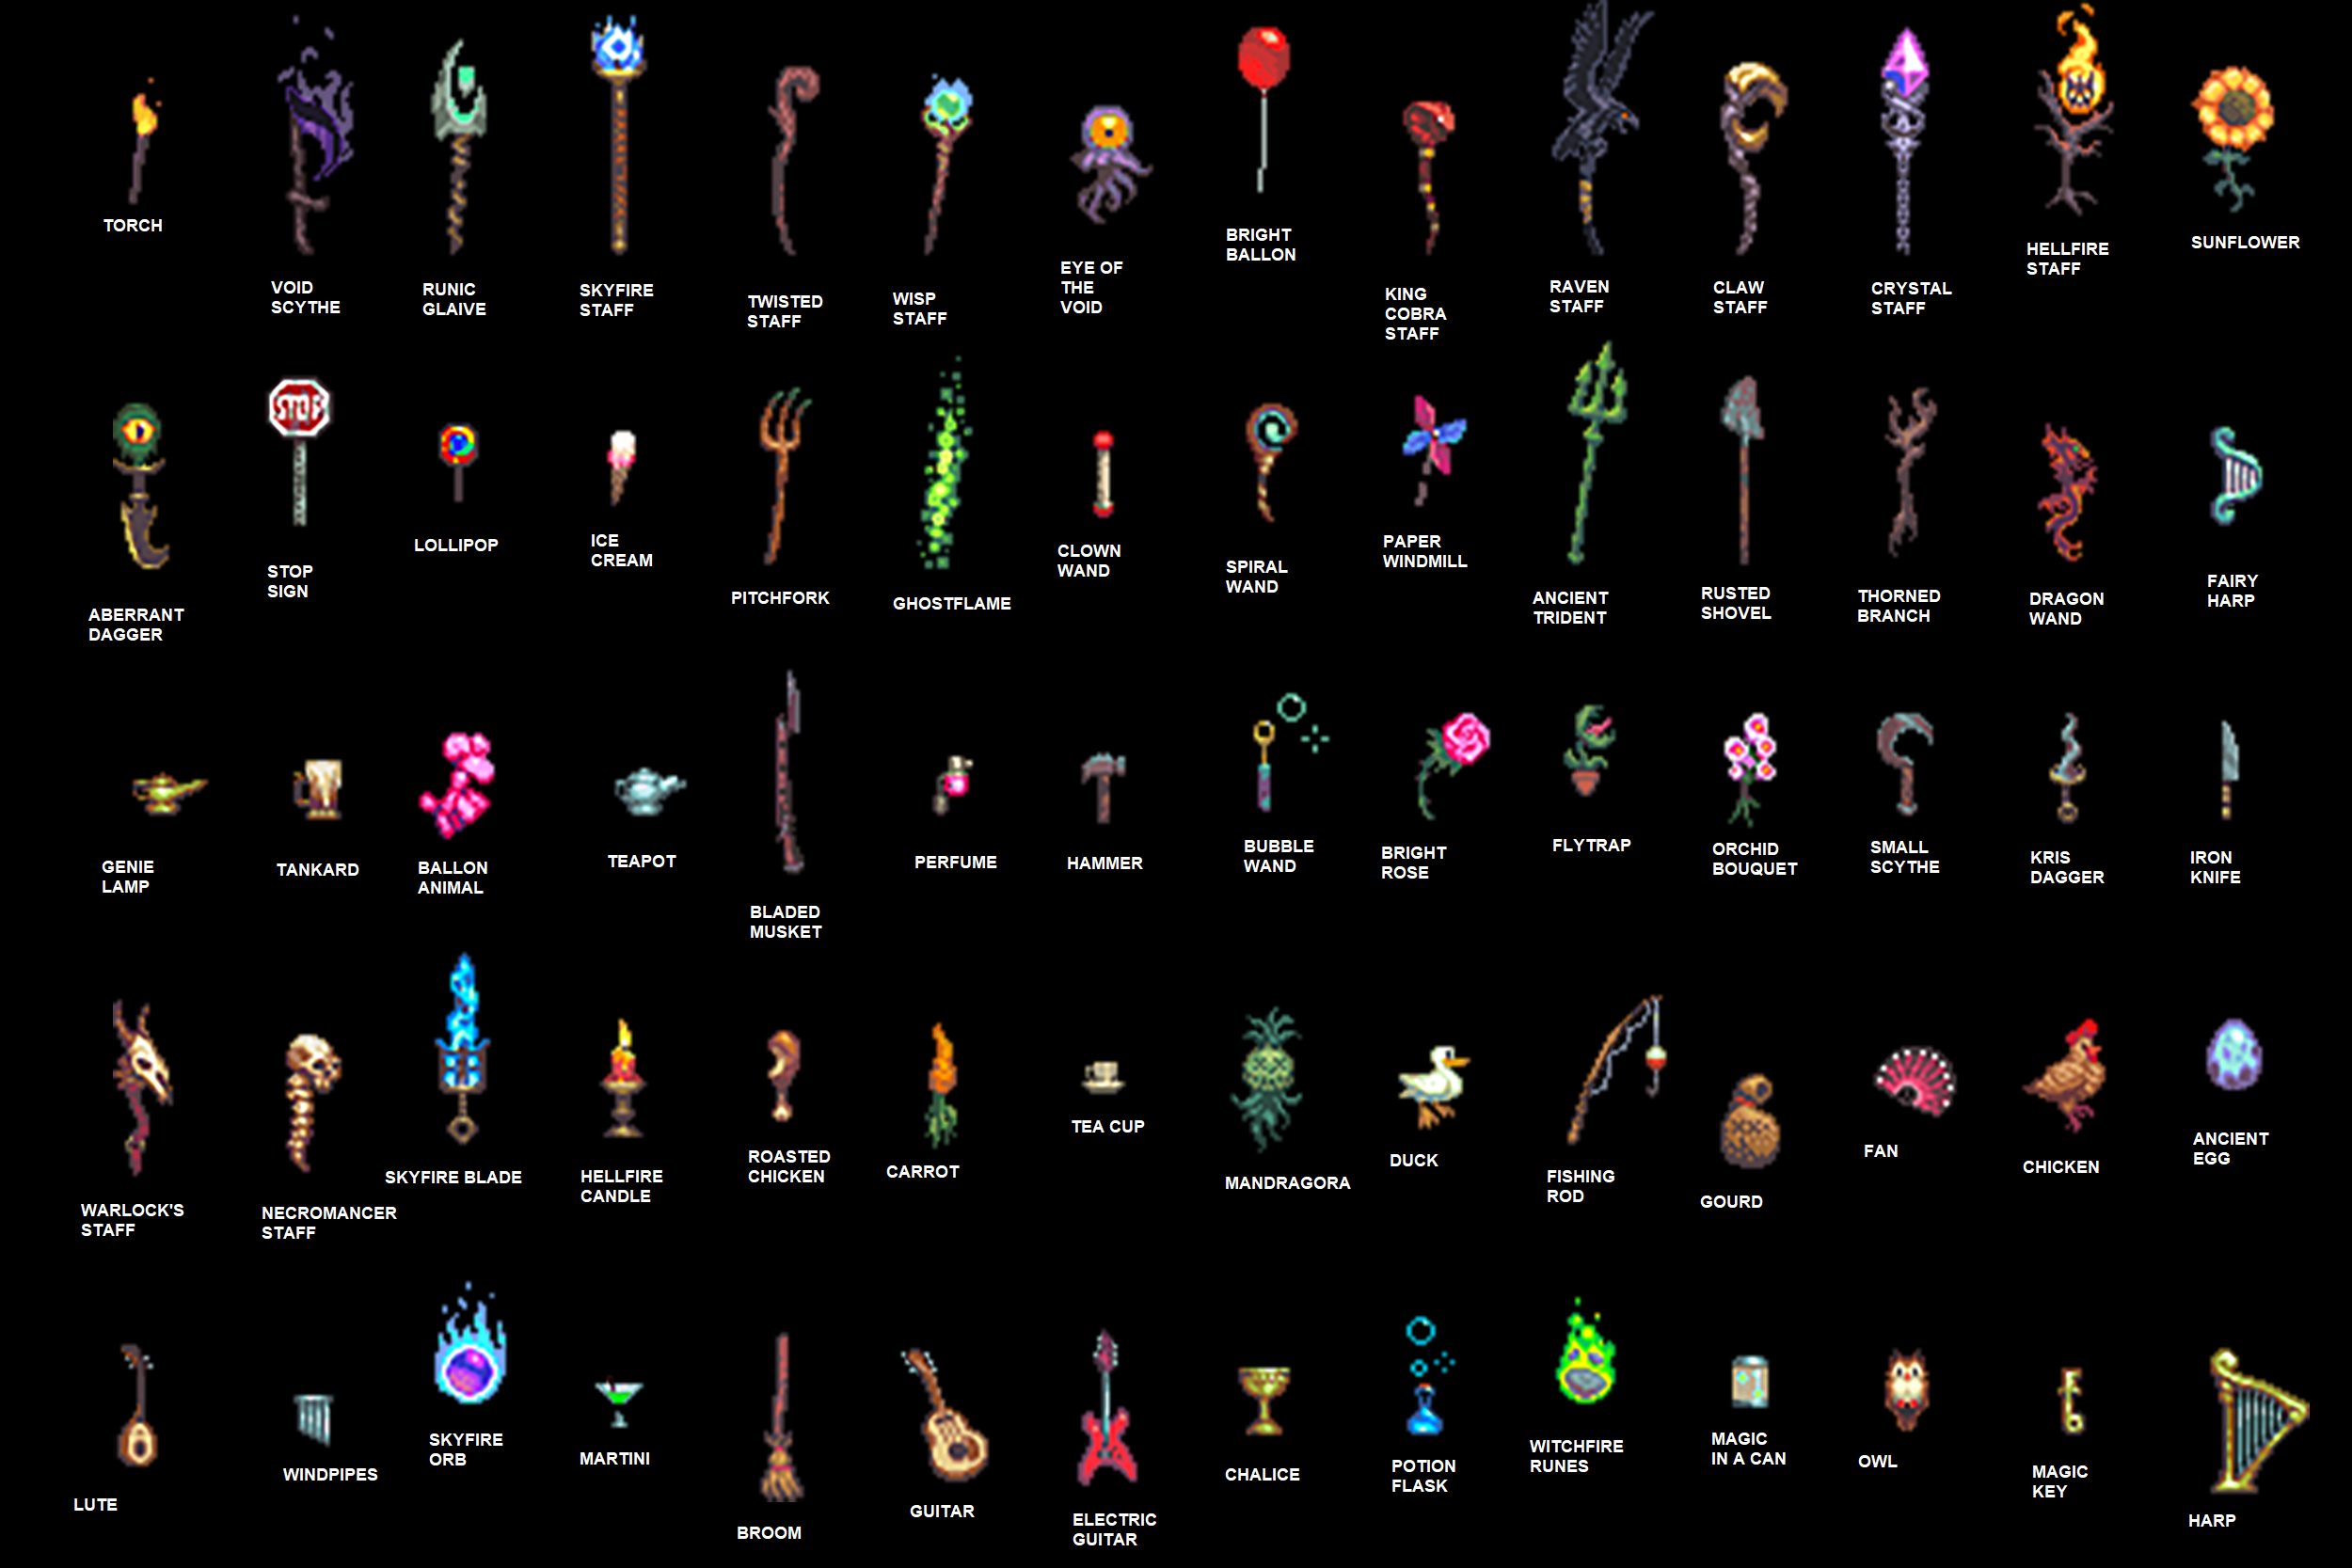 TORCH
VOID
SCYTHE
RUNIC
GLAIVE
SKYFIRE
STAFF
TWISTED
STAFF
WISP
STAFF
EYE OF
THE
VOID
BRIGHT
BALLON
KING
COBRA
STAFF
RAVEN
STAFF
CLAW
STAFF
CRYSTAL
STAFF
HELLFIRE
STAFF
SUNFLOWER
ABERRANT
DAGGER
STOP
STOP
SIGN
LOLLIPOP
ICE
CREAM
PITCHFORK
GHOSTFLAME
CLOWN
WAND
SPIRAL
WAND
PAPER
WINDMILL
ANCIENT
TRIDENT
RUSTED
SHOVEL
THORNED
BRANCH
DRAGON
WAND
FAIRY
HARP
GENIE
LAMP
TANKARD
BALLON
ANIMAL
TEAPOT
BLADED
MUSKET
PERFUME
HAMMER
BUBBLE
WAND
BRIGHT
ROSE
FLYTRAP
ORCHID
BOUQUET
SMALL
SCYTHE
KRIS
DAGGER
IRON
KNIFE
WARLOCK'S
STAFF
NECROMANCER
STAFF
SKYFIRE BLADE
HELLFIRE
CANDLE
ROASTED
CHICKEN
CARROT
TEA CUP
MANDRAGORA
DUCK
FISHING
ROD
GOURD
FAN
CHICKEN
ANCIENT
EGG
LUTE
WINDPIPES
SKYFIRE
ORB
MARTINI
BROOM
GUITAR
ELECTRIC
GUITAR
CHALICE
POTION
FLASK
WITCHFIRE
RUNES
MAGIC
IN A CAN
OWL
MAGIC
KEY
HARP